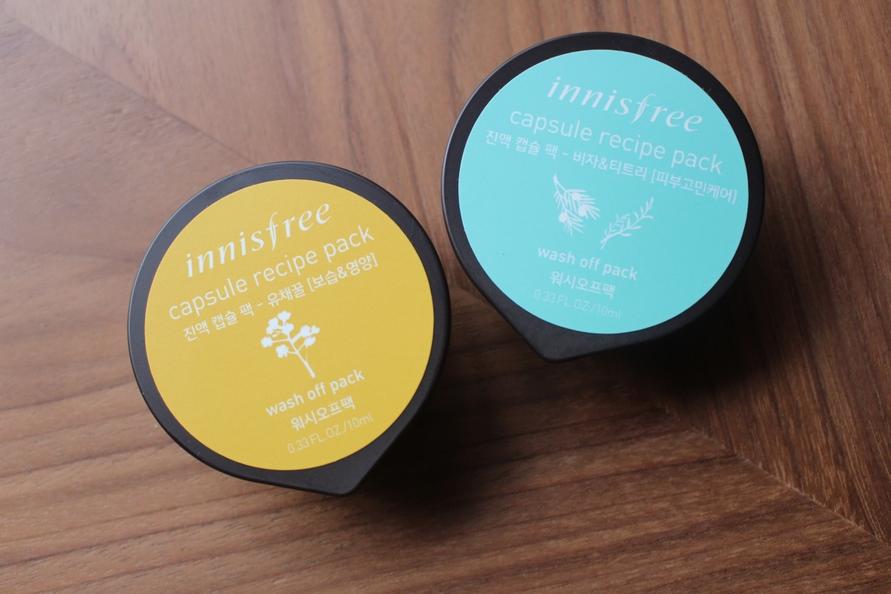 innisfree
capsule recipe pack
진액 캡슐 팩 - 유채꿀 [보습&영양]
wash off pack
워시오프팩
0.33 FL.OZ./10ml
innisfree
capsule recipe pack
진액 캡슐 팩 - 비자&티트리 [피부고민케어]
wash off pack
워시오프팩
0.33 FL.OZ./10ml